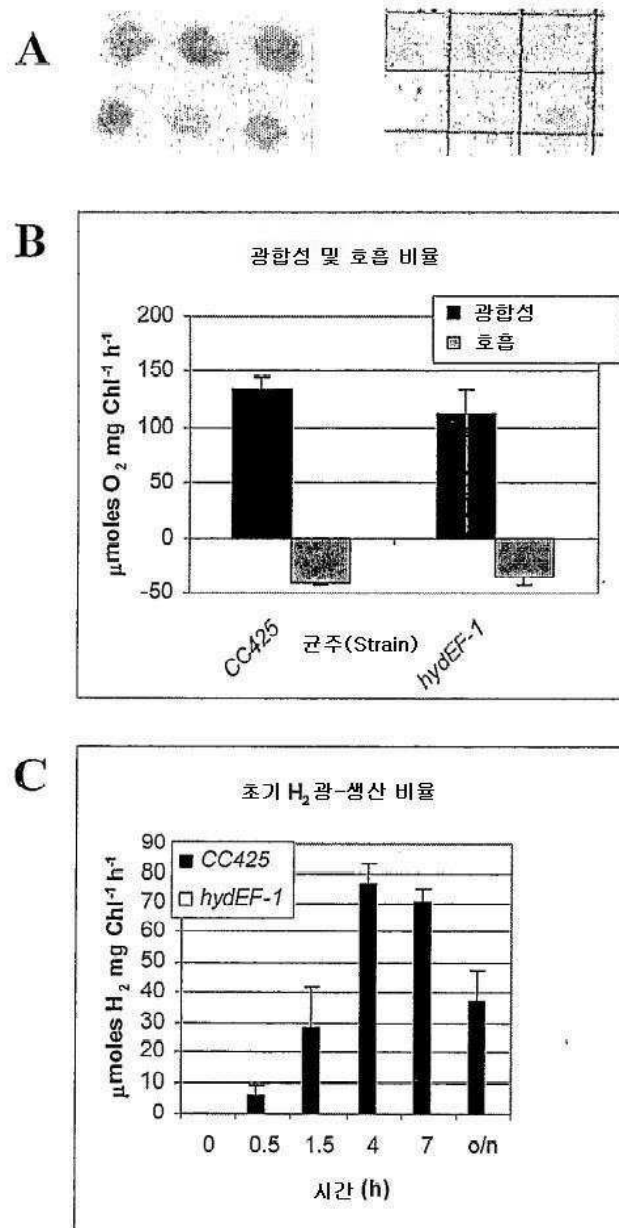 A
B
광합성 및 호흡 비율
■ 광합성
▩ 호흡
200
150
100
50
0
-50
μmoles O₂ mg Chl⁻¹ h⁻¹
CC425
균주(Strain)
hydEF-1
C
초기 H₂광-생산 비율
■ CC425
□ hydEF-1
90
80
70
60
50
40
30
20
10
0
μmoles H₂ mg Chl⁻¹ h⁻¹
0 0.5 1.5 4 7 o/n
시간 (h)